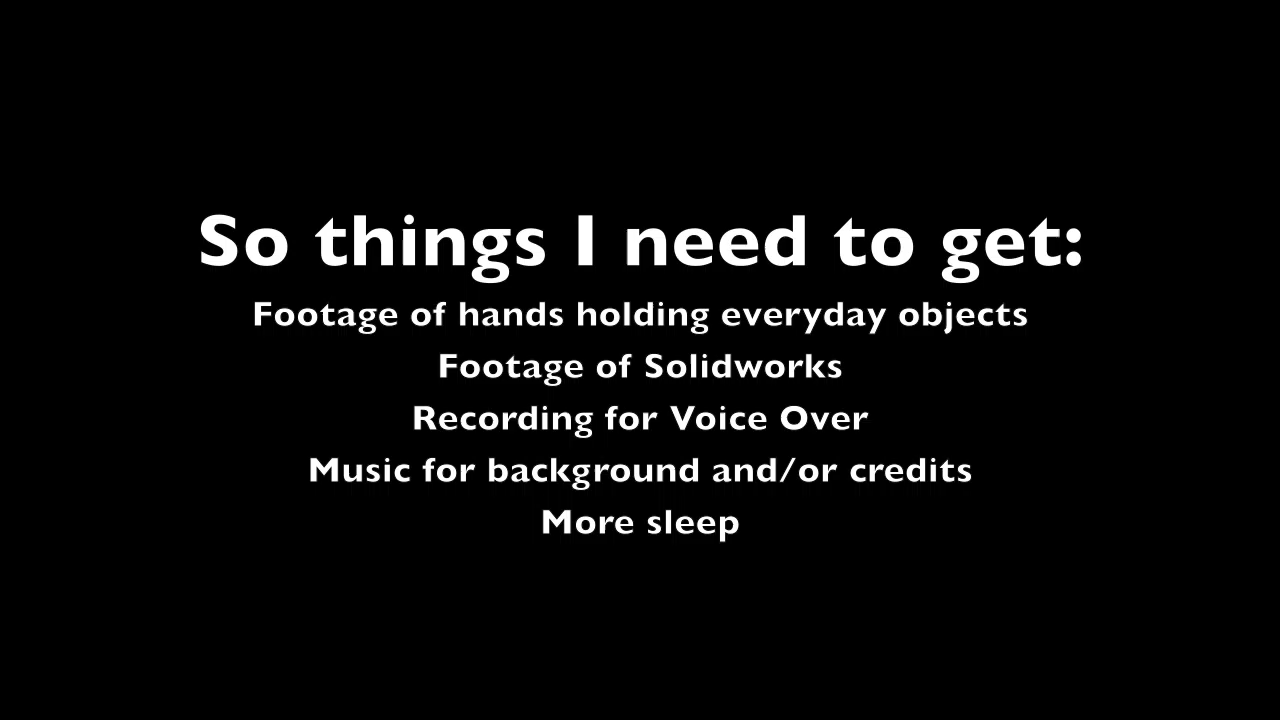 So things I need to get:
Footage of hands holding everyday objects
Footage of Solidworks
Recording for Voice Over
Music for background and/or credits
More sleep